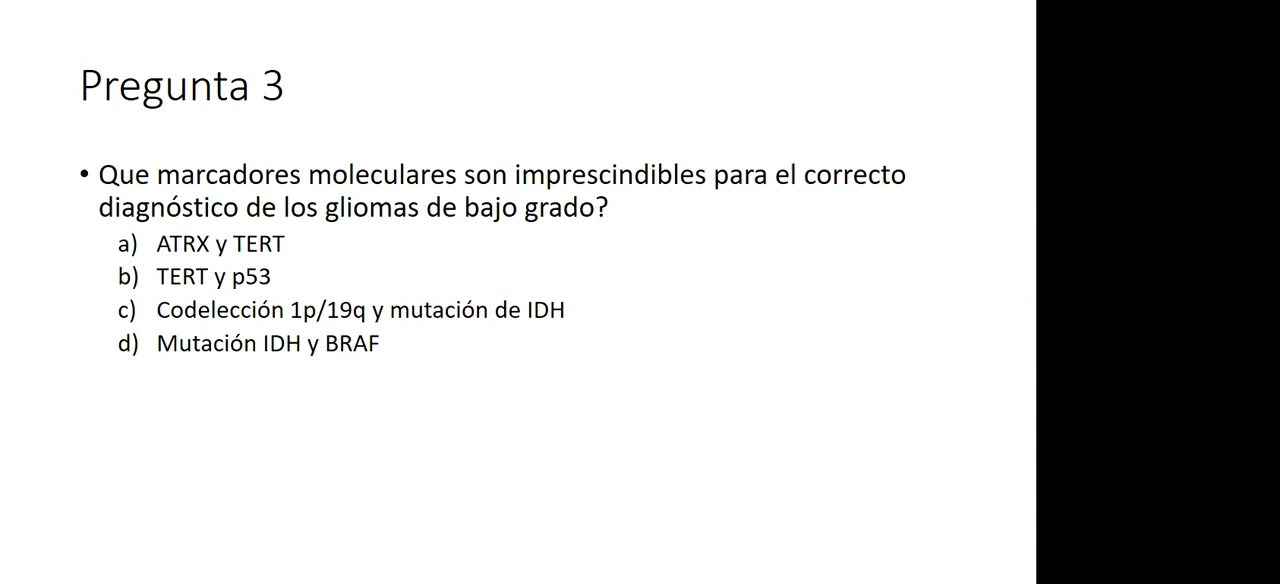 Pregunta 3
• Que marcadores moleculares son imprescindibles para el correcto
diagnóstico de los gliomas de bajo grado?
a) ATRX y TERT
b) TERT y p53
c) Codelección 1p/19q y mutación de IDH
d) Mutación IDH y BRAF